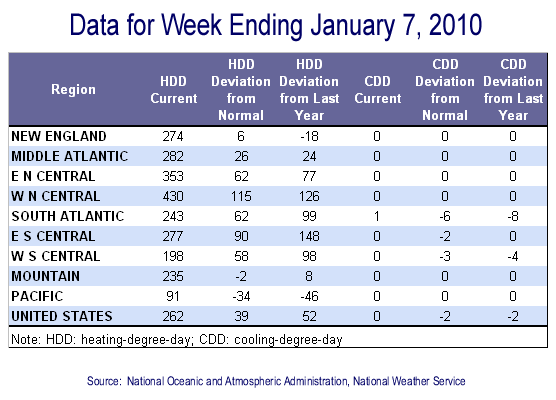 Data for Week Ending January 7, 2010
Region HDD Current HDD Deviation from Normal HDD Deviation from Last Year CDD Current CDD Deviation from Normal CDD Deviation from Last Year
NEW ENGLAND 274 6 -18 0 0 0
MIDDLE ATLANTIC 282 26 24 0 0 0
E N CENTRAL 353 62 77 0 0 0
W N CENTRAL 430 115 126 0 0 0
SOUTH ATLANTIC 243 62 99 1 -6 -8
E S CENTRAL 277 90 148 0 -2 0
W S CENTRAL 198 58 98 0 -3 -4
MOUNTAIN 235 -2 8 0 0 0
PACIFIC 91 -34 -46 0 0 0
UNITED STATES 262 39 52 0 -2 -2
Note: HDD: heating-degree-day; CDD: cooling-degree-day
Source: National Oceanic and Atmospheric Administration, National Weather Service